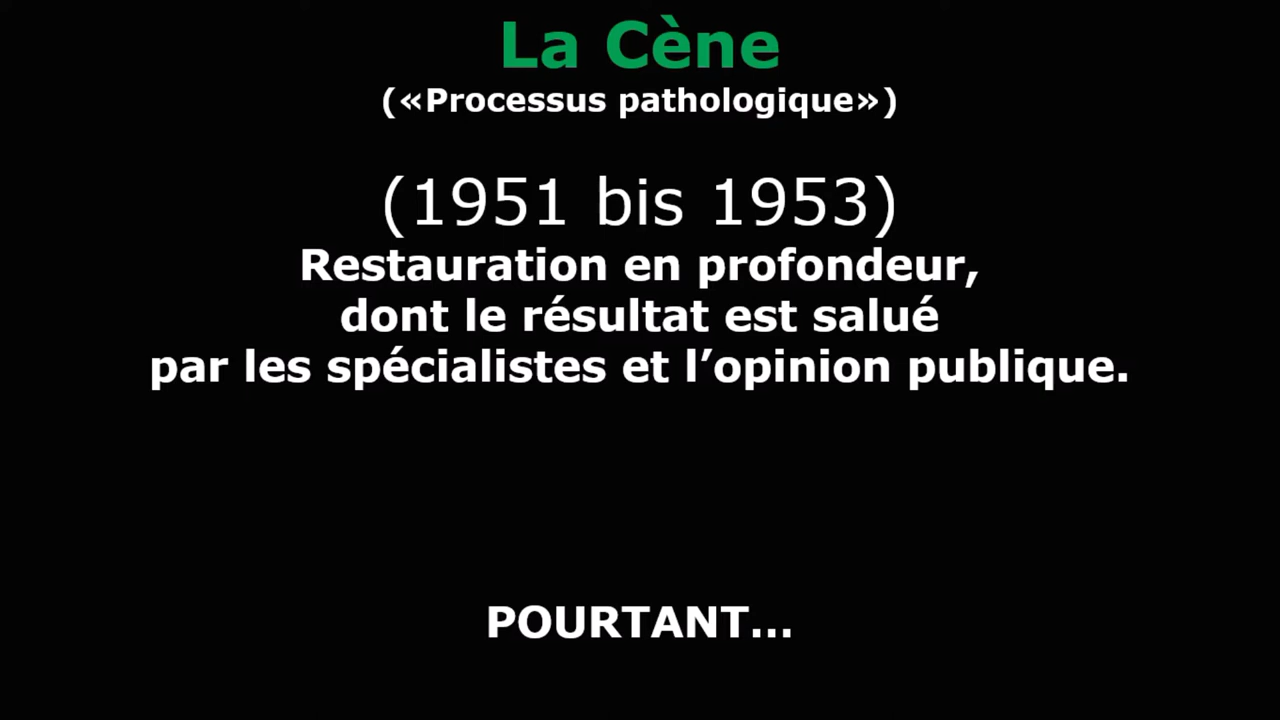 La Cène
(«Processus pathologique»)
(1951 bis 1953)
Restauration en profondeur,
dont le résultat est salué
par les spécialistes et l’opinion publique.
POURTANT...